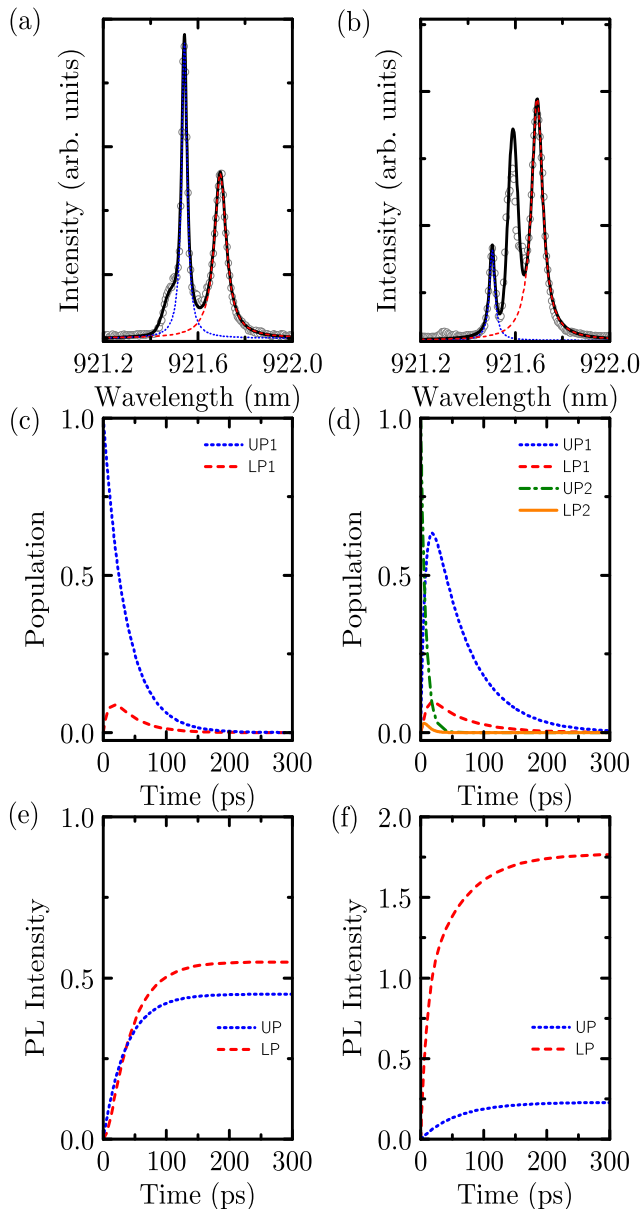 (a)
Intensity (arb. units)
921.2 921.6 922.0
Wavelength (nm)
(b)
Intensity (arb. units)
921.2 921.6 922.0
Wavelength (nm)
(c)
1.0
0.5
0.0
Population
UP1
LP1
0 100 200 300
Time (ps)
(d)
1.0
0.5
0.0
Population
UP1
LP1
UP2
LP2
0 100 200 300
Time (ps)
(e)
1.0
0.5
0.0
PL Intensity
UP
LP
0 100 200 300
Time (ps)
(f)
2.0
1.75
1.0
0.25
0.0
PL Intensity
UP
LP
0 100 200 300
Time (ps)